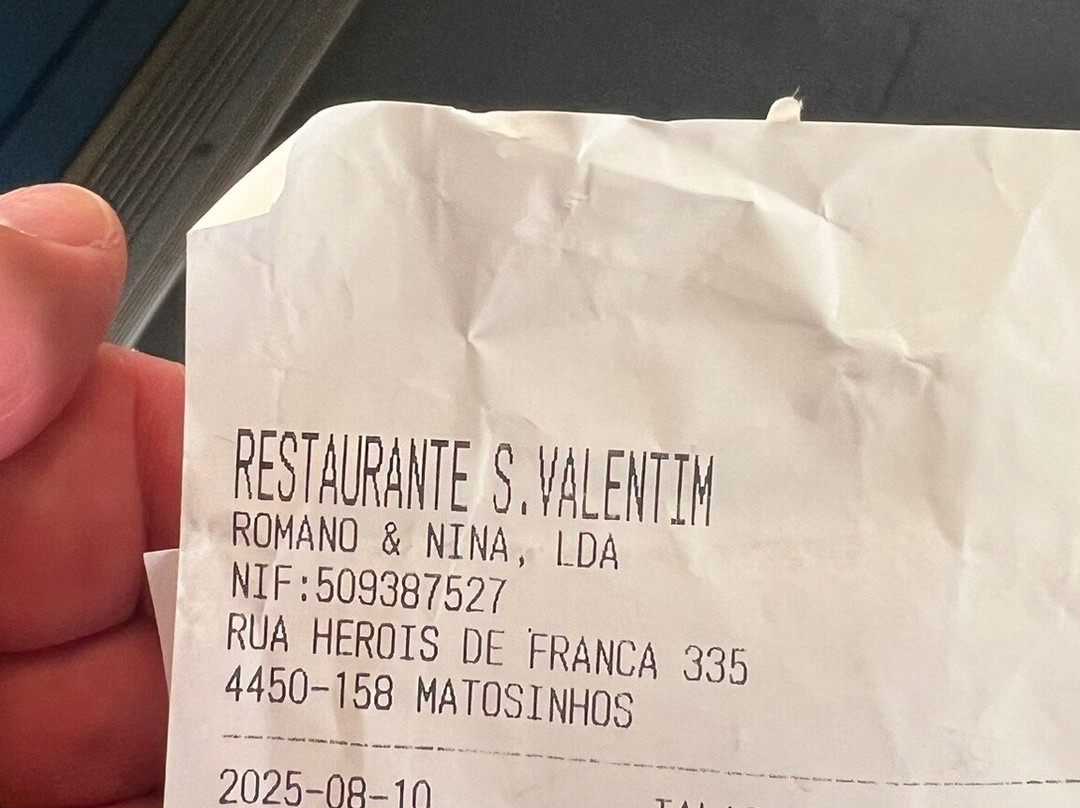 RESTAURANTE S.VALENTIM
ROMANO & NINA, LDA
NIF:509387527
RUA HEROIS DE FRANCA 335
4450-158 MATOSINHOS
2025-08-10